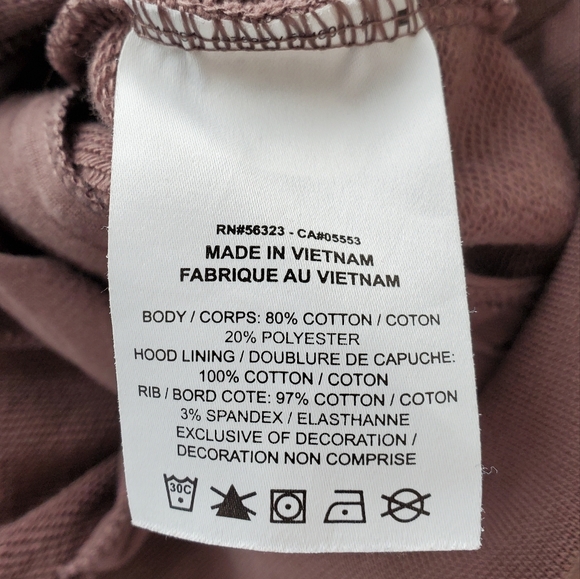 RN#56323 - CA#05553
MADE IN VIETNAM
FABRIQUE AU VIETNAM
BODY / CORPS: 80% COTTON / COTON
20% POLYESTER
HOOD LINING / DOUBLURE DE CAPUCHE:
100% COTTON / COTON
RIB / BORD COTE: 97% COTTON / COTON
3% SPANDEX / ELASTHANNE
EXCLUSIVE OF DECORATION /
DECORATION NON COMPRISE
30C